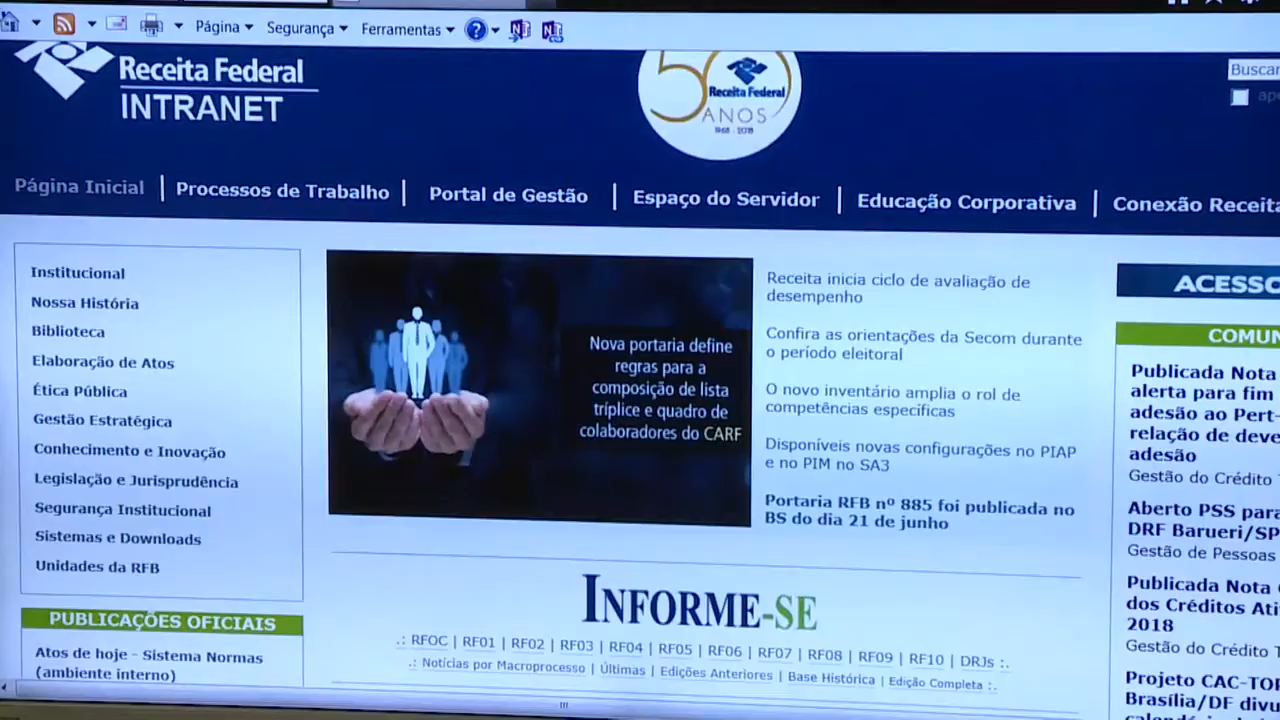 Página Segurança Ferramentas
Receita Federal
INTRANET
50
Receita Federal
ANOS
1968 - 2018
Buscar
Página Inicial | Processos de Trabalho | Portal de Gestão | Espaço do Servidor | Educação Corporativa | Conexão Receita
Institucional
Nossa História
Biblioteca
Elaboração de Atos
Ética Pública
Gestão Estratégica
Conhecimento e Inovação
Legislação e Jurisprudência
Segurança Institucional
Sistemas e Downloads
Unidades da RFB
PUBLICAÇÕES OFICIAIS
Atos de hoje - Sistema Normas
(ambiente interno)
Nova portaria define
regras para a
composição de lista
tríplice e quadro de
colaboradores do CARF
Receita inicia ciclo de avaliação de
desempenho
Confira as orientações da Secom durante
o período eleitoral
O novo inventário amplia o rol de
competências específicas
Disponíveis novas configurações no PIAP
e no PIM no SA3
Portaria RFB nº 885 foi publicada no
BS do dia 21 de junho
INFORME-SE
.: RFOC | RF01 | RF02 | RF03 | RF04 | RF05 | RF06 | RF07 | RF08 | RF09 | RF10 | DRJs :.
.: Notícias por Macroprocesso | Últimas | Edições Anteriores | Base Histórica | Edição Completa :.
ACESSO
COMUN
Publicada Nota
alerta para fim
adesão ao Pert-
relação de deve
adesão
Gestão do Crédito
Aberto PSS para
DRF Barueri/SP
Gestão de Pessoas
Publicada Nota
dos Créditos Ati
2018
Gestão do Crédito T
Projeto CAC-TOP
Brasília/DF divu